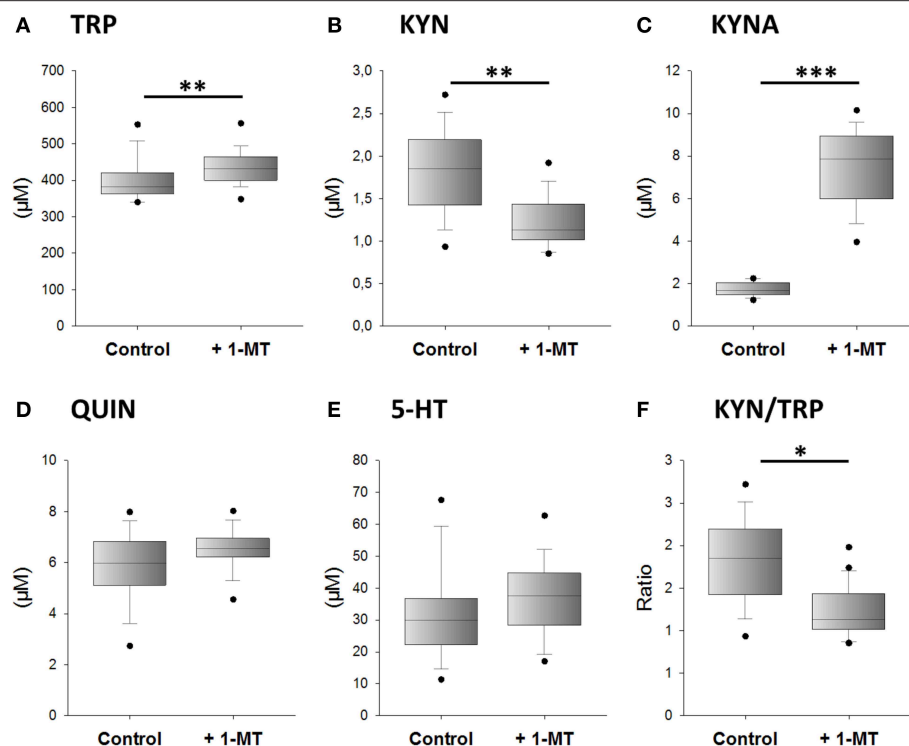 A TRP
700
600
500
400
300
200
100
0
(µM)
**
Control + 1-MT
B KYN
3,0
2,5
2,0
1,5
1,0
0,5
0,0
(µM)
**
Control + 1-MT
C KYNA
12
10
8
6
4
2
0
(µM)
***
Control + 1-MT
D QUIN
10
8
6
4
2
0
(µM)
Control + 1-MT
E 5-HT
80
70
60
50
40
30
20
10
0
(µM)
Control + 1-MT
F KYN/TRP
3
3
2
2
1
1
0
Ratio
*
Control + 1-MT